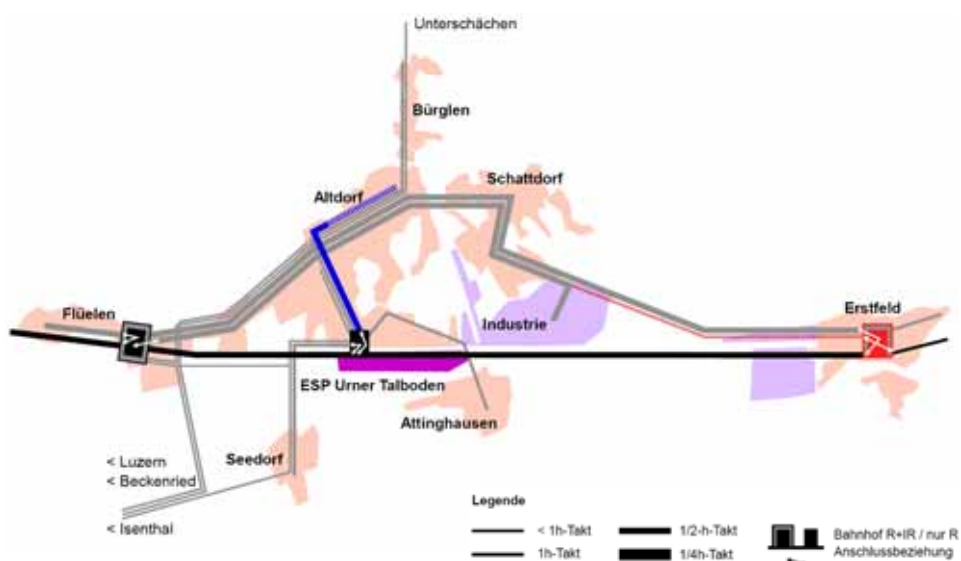 Unterschächen
Bürglen
Altdorf
Schattdorf
Flüelen
Erstfeld
Industrie
ESP Urner Talboden
Attinghausen
Seedorf
< Luzern
< Beckenried
< Isenthal
Legende
< 1h-Takt
1/2-h-Takt
Bahnhof R+IR / nur R
1h-Takt
1/4h-Takt
Anschlussbeziehung